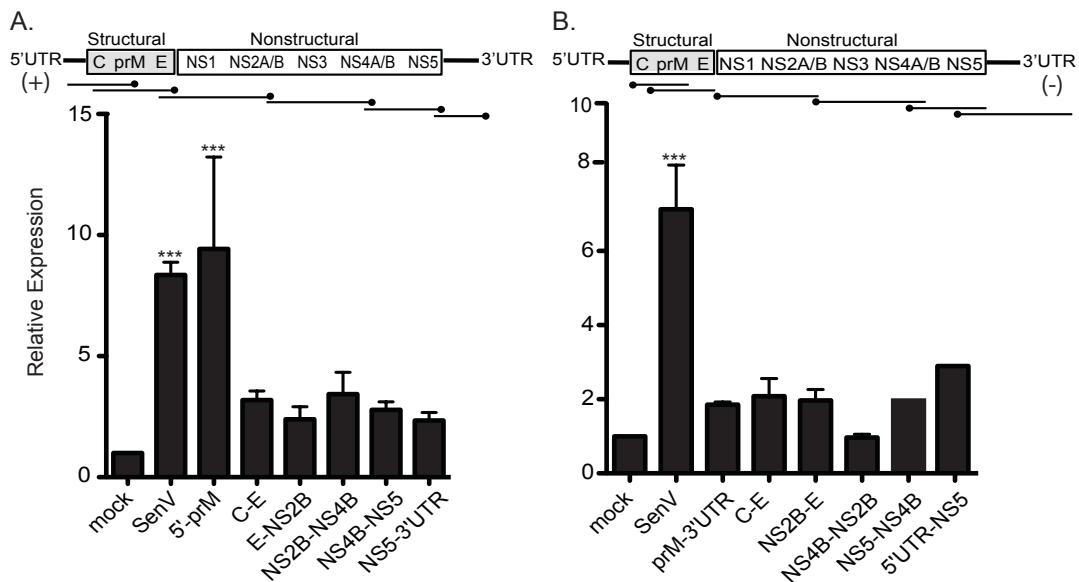 A.
Structural Nonstructural
5'UTR C prM E NS1 NS2A/B NS3 NS4A/B NS5 3'UTR
(+)
15
10
5
0
Relative Expression
***
***
mock SenV 5'-prM C-E E-NS2B NS2B-NS4B NS4B-NS5 NS5-3'UTR
B.
Structural Nonstructural
5'UTR C prM E NS1 NS2A/B NS3 NS4A/B NS5 3'UTR
(-)
10
8
6
4
2
0
***
mock SenV prM-3'UTR C-E NS2B-E NS4B-NS2B NS5-NS4B 5'UTR-NS5